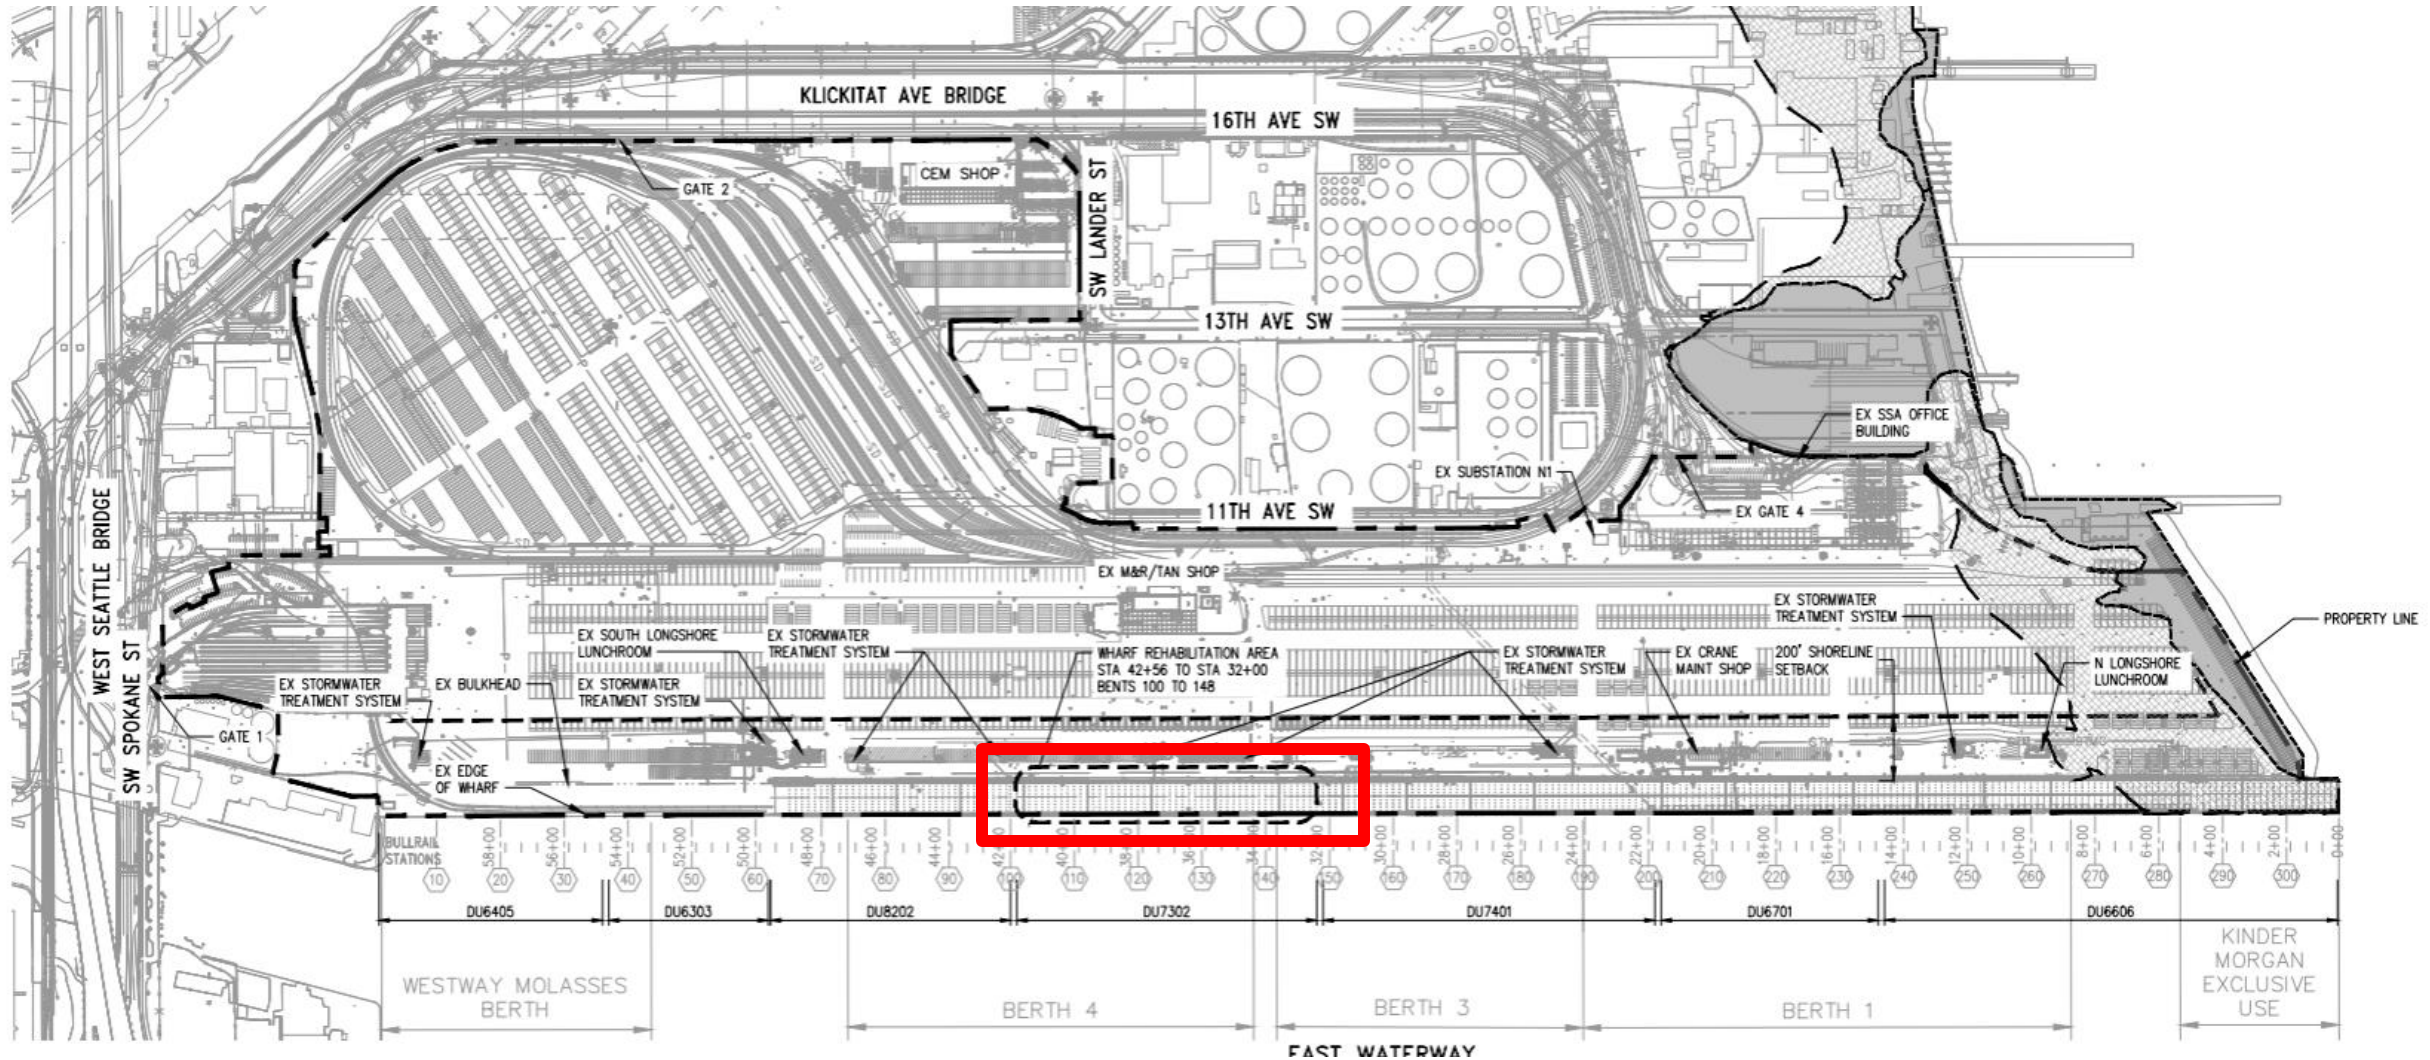 KLICKITAT AVE BRIDGE
16TH AVE SW
GATE 2
CEM SHOP
SW LANDER ST
13TH AVE SW
11TH AVE SW
EX SUBSTATION N1
EX SSA OFFICE
BUILDING
EX GATE 4
WEST SEATTLE BRIDGE
SW SPOKANE ST
EX M&R/TAN SHOP
EX SOUTH LONGSHORE
LUNCHROOM
EX STORMWATER
TREATMENT SYSTEM
WHARF REHABILITATION AREA
STA 42+56 TO STA 32+00
BENTS 100 TO 148
EX STORMWATER
TREATMENT SYSTEM
EX CRANE
MAINT SHOP
200' SHORELINE
SETBACK
EX STORMWATER
TREATMENT SYSTEM
PROPERTY LINE
N LONGSHORE
LUNCHROOM
EX STORMWATER
TREATMENT SYSTEM
EX BULKHEAD
EX STORMWATER
TREATMENT SYSTEM
GATE 1
EX EDGE
OF WHARF
BULLRAIL
STATIONS
58+00 56+00 54+00 52+00 50+00 48+00 46+00 44+00 42+00 40+00 38+00 36+00 34+00 32+00 30+00 28+00 26+00 24+00 22+00 20+00 18+00 16+00 14+00 12+00 10+00 8+00 6+00 4+00 2+00 0+00
10 20 30 40 50 60 70 80 90 100 110 120 130 140 150 160 170 180 190 200 210 220 230 240 250 260 270 280 290 300
DU6405 DU6303 DU8202 DU7302 DU7401 DU6701 DU6606
WESTWAY MOLASSES
BERTH
BERTH 4
BERTH 3
BERTH 1
KINDER
MORGAN
EXCLUSIVE
USE
EAST WATERWAY